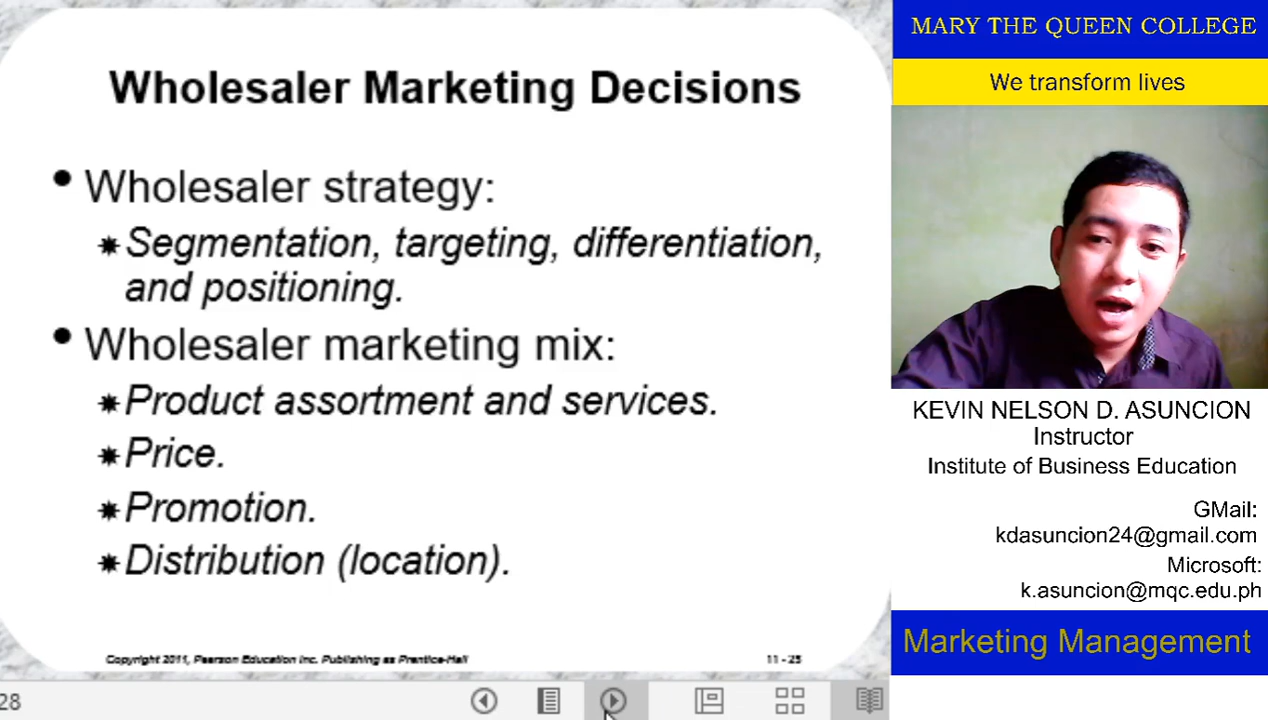 Wholesaler Marketing Decisions
• Wholesaler strategy:
✷ Segmentation, targeting, differentiation,
and positioning.
• Wholesaler marketing mix:
✷ Product assortment and services.
✷ Price.
✷ Promotion.
✷ Distribution (location).
Copyright 2011, Pearson Education Inc. Publishing as Prentice-Hall
11 - 25
28
MARY THE QUEEN COLLEGE
We transform lives
KEVIN NELSON D. ASUNCION
Instructor
Institute of Business Education
GMail:
kdasuncion24@gmail.com
Microsoft:
k.asuncion@mqc.edu.ph
Marketing Management